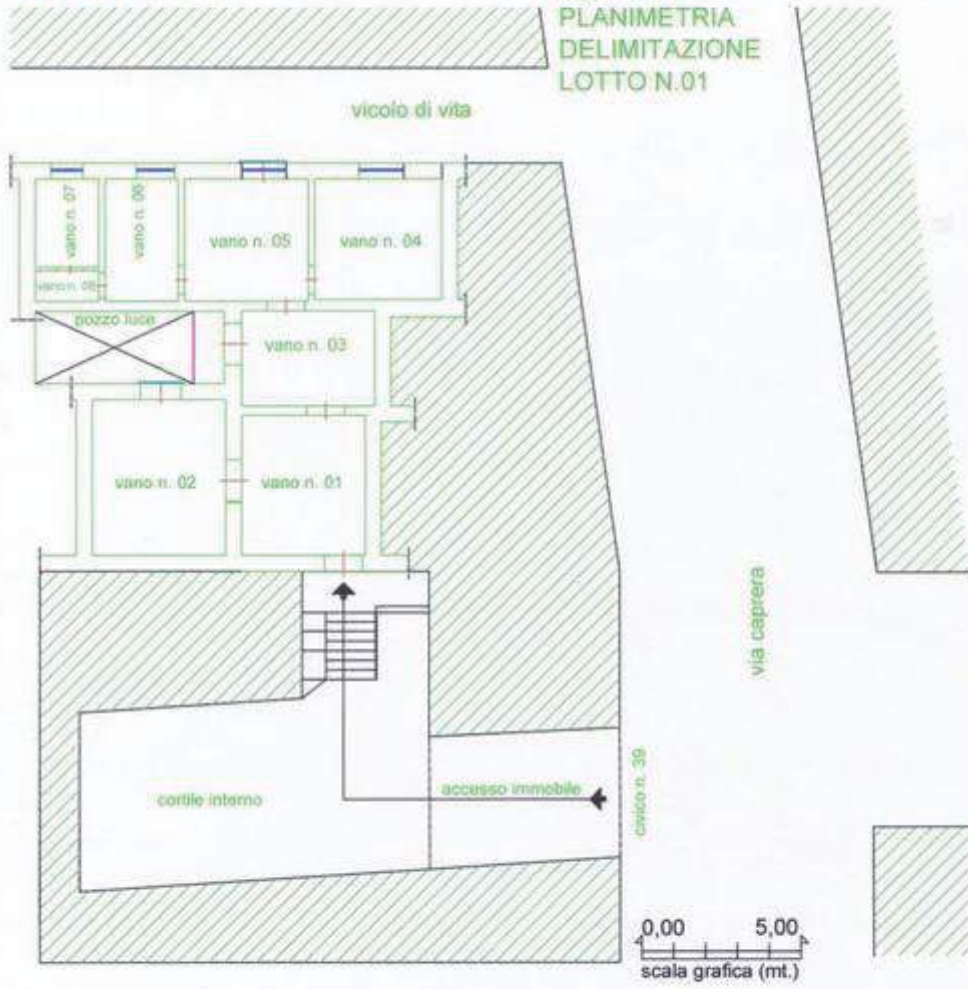 PLANIMETRIA
DELIMITAZIONE
LOTTO N.01
vicolo di vita
vano n. 07
vano n. 06
vano n. 05
vano n. 04
vano n. 08
pozzo luce
vano n. 03
vano n. 02
vano n. 01
via caprera
cortile interno
accesso immobile
civico n. 39
0,00 5,00
scala grafica (mt.)